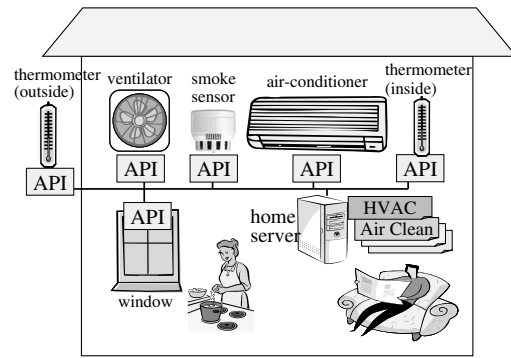 thermometer
(outside)
ventilator
smoke
sensor
air-conditioner
thermometer
(inside)
API
API
API
API
API
API
window
home
server
HVAC
Air Clean